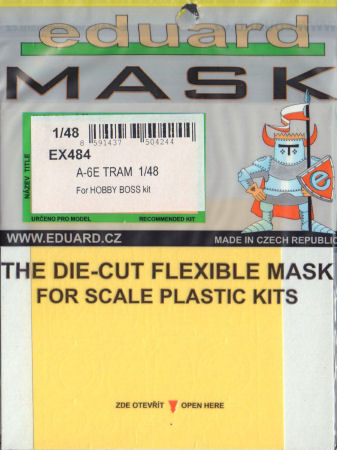 eduard
MASK
1/48
8 591437 504244
EX484
A-6E TRAM 1/48
For HOBBY BOSS kit
NÁZEV TITLE
URČENO PRO MODEL RECOMMENDED KIT
e
WWW.EDUARD.CZ MADE IN CZECH REPUBLIC
THE DIE-CUT FLEXIBLE MASK
FOR SCALE PLASTIC KITS
ZDE OTEVŘÍT OPEN HERE